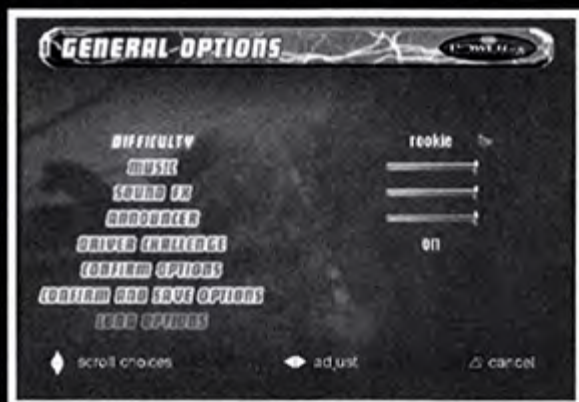 GENERAL OPTIONS
DIFFICULTY rookie
MUSIC
SOUND FX
ANNOUNCER
DRIVER CHALLENGE on
CONFIRM OPTIONS
CONFIRM AND SAVE OPTIONS
LOAD OPTIONS
scroll choices adjust cancel